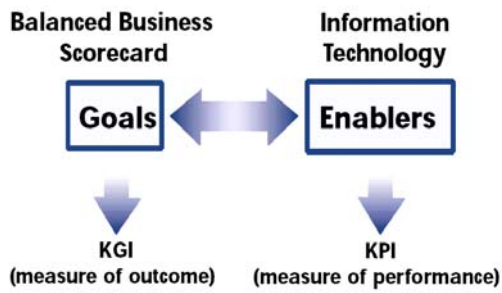 Balanced Business
Scorecard
Information
Technology
Goals
Enablers
KGI
(measure of outcome)
KPI
(measure of performance)